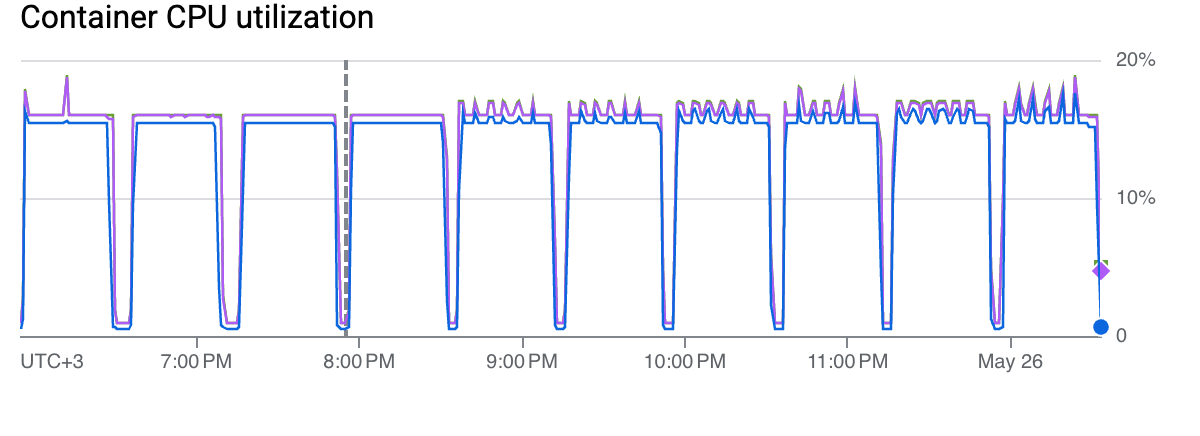 Container CPU utilization
20%
10%
0
UTC+3 7:00 PM 8:00 PM 9:00 PM 10:00 PM 11:00 PM May 26